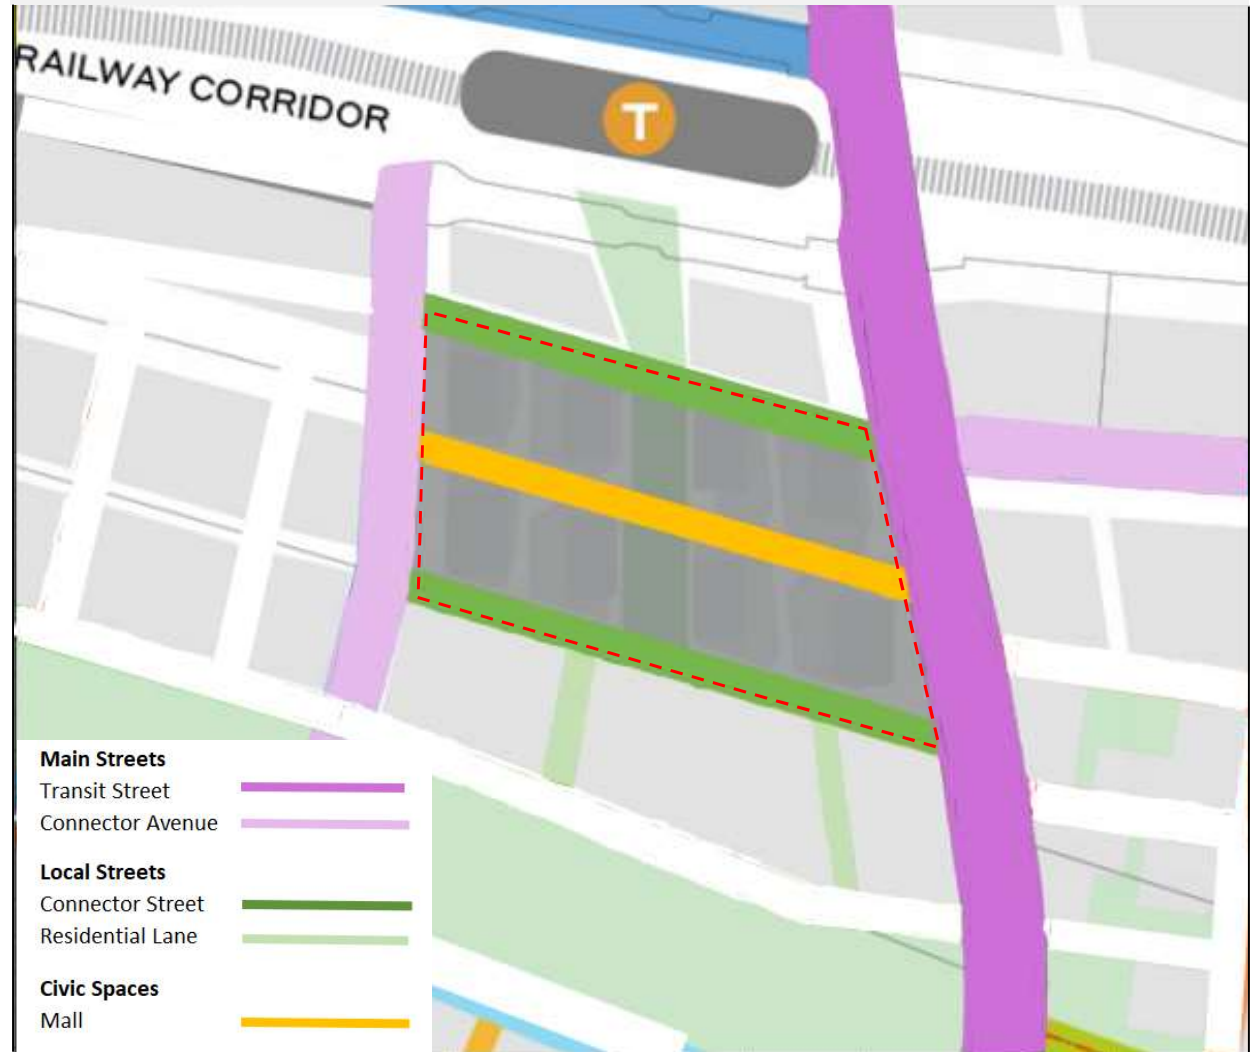 RAILWAY CORRIDOR
T
Main Streets
Transit Street
Connector Avenue
Local Streets
Connector Street
Residential Lane
Civic Spaces
Mall